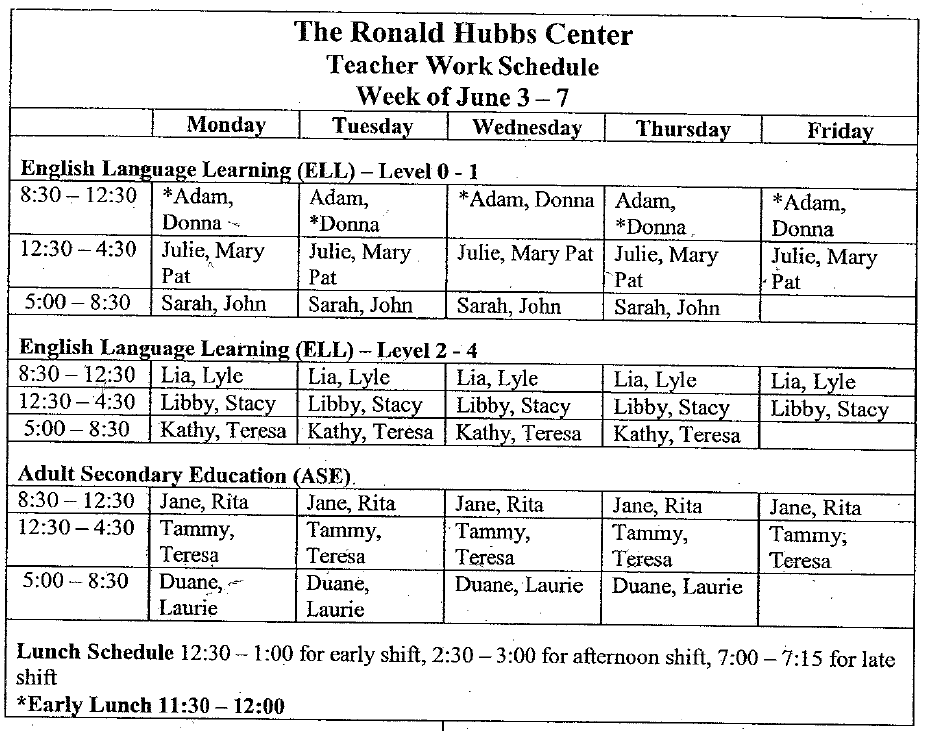 The Ronald Hubbs Center
Teacher Work Schedule
Week of June 3 – 7
Monday Tuesday Wednesday Thursday Friday
English Language Learning (ELL) – Level 0 - 1
8:30 – 12:30 *Adam, Donna Adam, *Donna *Adam, Donna Adam, *Donna *Adam, Donna
12:30 – 4:30 Julie, Mary Pat Julie, Mary Pat Julie, Mary Pat Julie, Mary Pat Julie, Mary Pat
5:00 – 8:30 Sarah, John Sarah, John Sarah, John Sarah, John
English Language Learning (ELL) – Level 2 - 4
8:30 – 12:30 Lia, Lyle Lia, Lyle Lia, Lyle Lia, Lyle Lia, Lyle
12:30 – 4:30 Libby, Stacy Libby, Stacy Libby, Stacy Libby, Stacy Libby, Stacy
5:00 – 8:30 Kathy, Teresa Kathy, Teresa Kathy, Teresa Kathy, Teresa
Adult Secondary Education (ASE)
8:30 – 12:30 Jane, Rita Jane, Rita Jane, Rita Jane, Rita Jane, Rita
12:30 – 4:30 Tammy, Teresa Tammy, Teresa Tammy, Teresa Tammy, Teresa Tammy, Teresa
5:00 – 8:30 Duane, Laurie Duane, Laurie Duane, Laurie Duane, Laurie
Lunch Schedule 12:30 – 1:00 for early shift, 2:30 – 3:00 for afternoon shift, 7:00 – 7:15 for late
shift
*Early Lunch 11:30 – 12:00